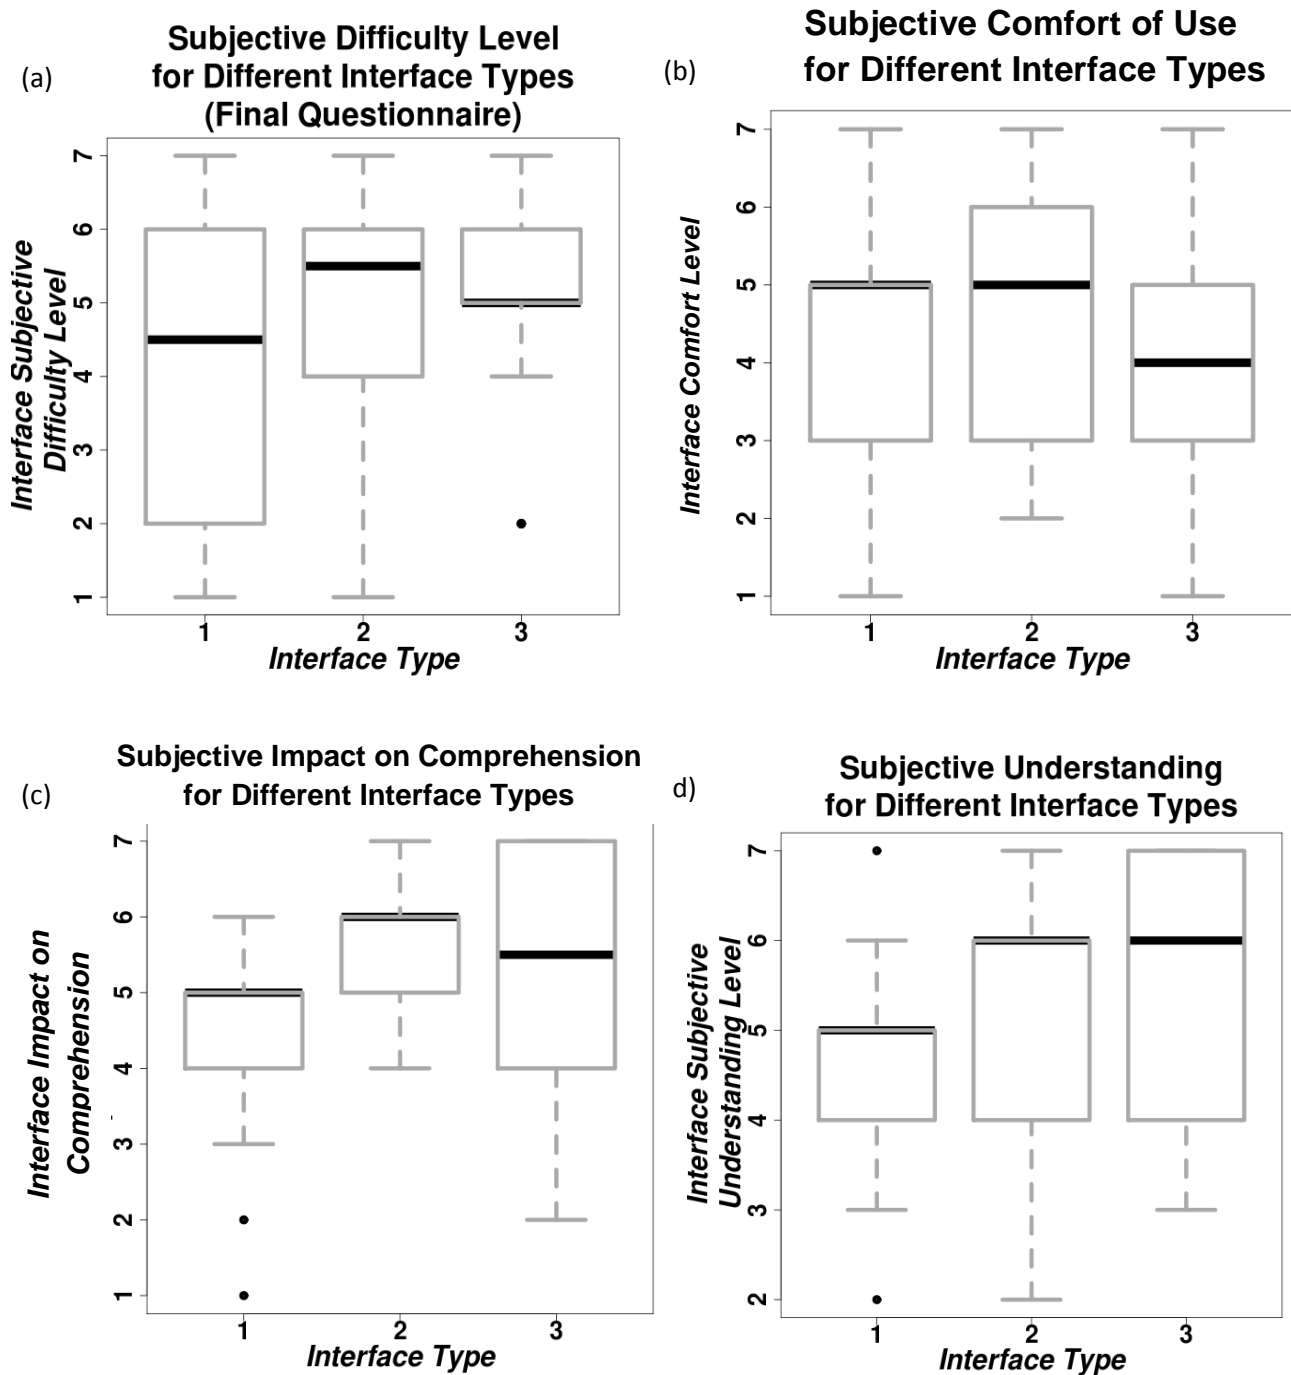 (a)
Subjective Difficulty Level
for Different Interface Types
(Final Questionnaire)
Interface Subjective
Difficulty Level
7
6
5
4
3
2
1
1 2 3
Interface Type
(b)
Subjective Comfort of Use
for Different Interface Types
Interface Comfort Level
7
6
5
4
3
2
1
1 2 3
Interface Type
(c)
Subjective Impact on Comprehension
for Different Interface Types
Interface Impact on
Comprehension
7
6
5
4
3
2
1
1 2 3
Interface Type
d)
Subjective Understanding
for Different Interface Types
Interface Subjective
Understanding Level
7
6
5
4
3
2
1 2 3
Interface Type